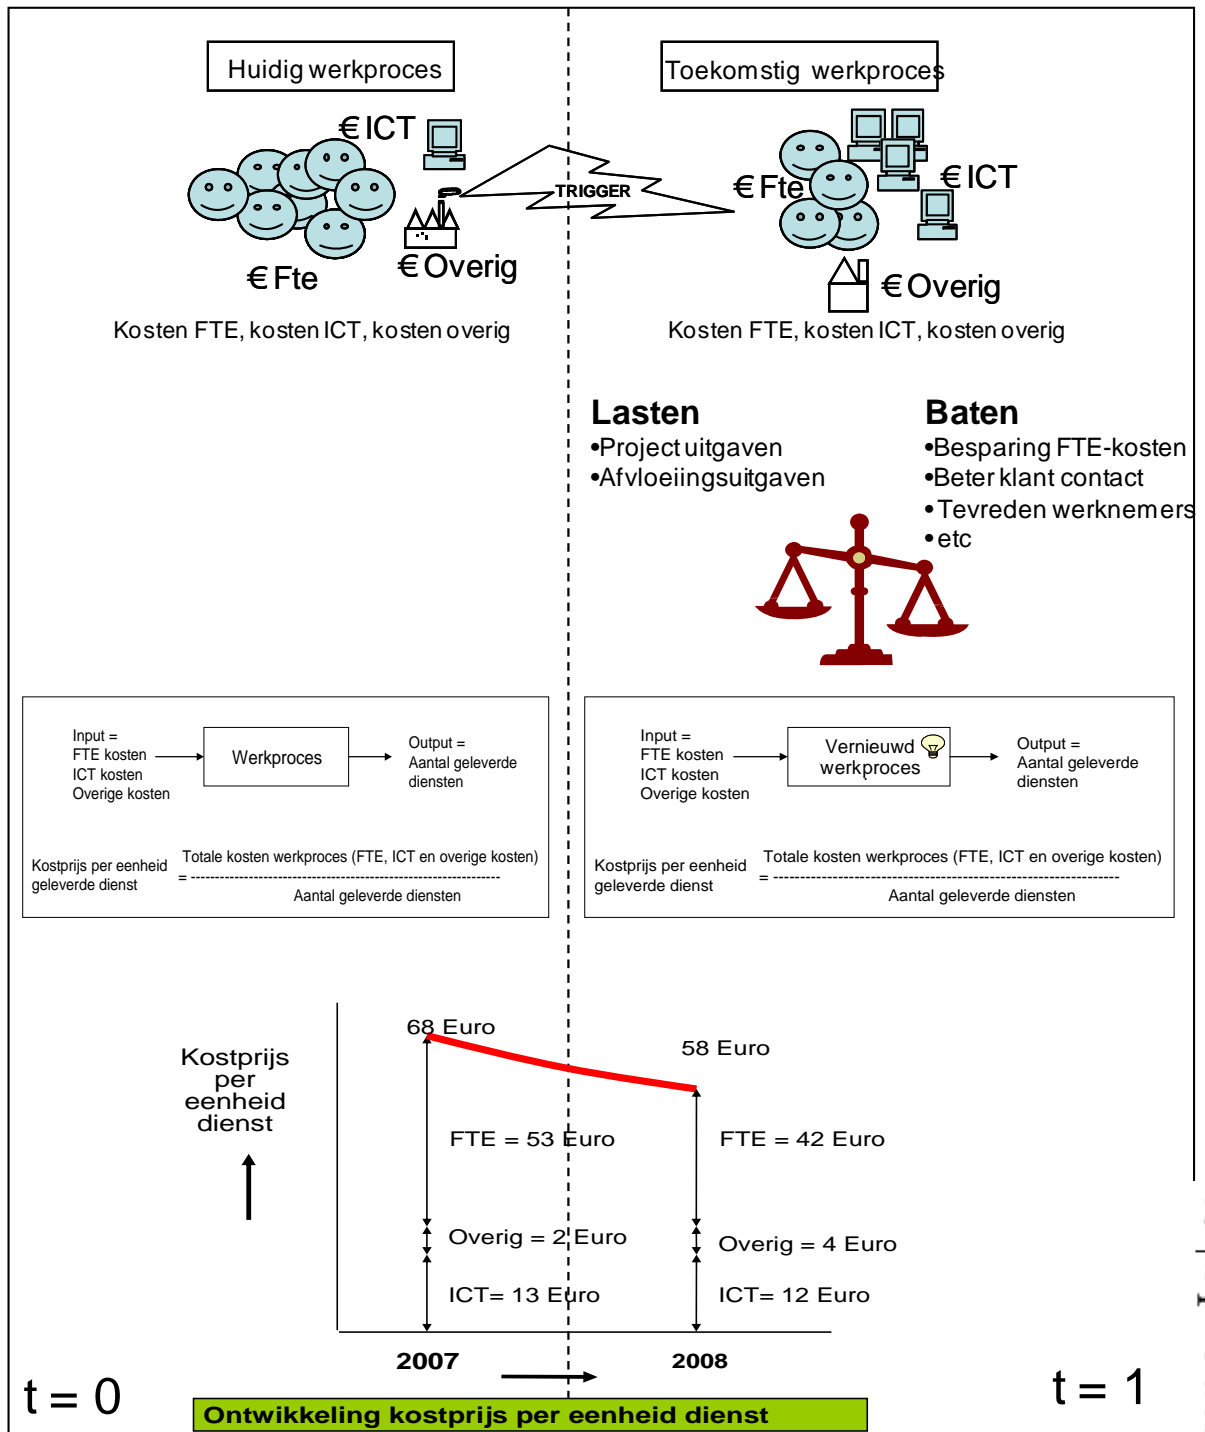 Huidig werkproces
Toekomstig werkproces
€ ICT
TRIGGER
€ Fte
€ Overig
€ Fte
€ ICT
€ Overig
Kosten FTE, kosten ICT, kosten overig
Kosten FTE, kosten ICT, kosten overig
Lasten
•Project uitgaven
•Afvloeiingsuitgaven
Baten
•Besparing FTE-kosten
•Beter klant contact
•Tevreden werknemers
•etc
Input =
FTE kosten
ICT kosten
Overige kosten
Werkproces
Output =
Aantal geleverde
diensten
Kostprijs per eenheid
geleverde dienst
Totale kosten werkproces (FTE, ICT en overige kosten)
= ----------------------------------------------------------------
Aantal geleverde diensten
Input =
FTE kosten
ICT kosten
Overige kosten
Vernieuwd
werkproces
Output =
Aantal geleverde
diensten
Kostprijs per eenheid
geleverde dienst
Totale kosten werkproces (FTE, ICT en overige kosten)
= ----------------------------------------------------------------
Aantal geleverde diensten
Kostprijs
per
eenheid
dienst
68 Euro
58 Euro
FTE = 53 Euro
FTE = 42 Euro
Overig = 2 Euro
Overig = 4 Euro
ICT= 13 Euro
ICT= 12 Euro
2007
2008
t = 0
t = 1
Ontwikkeling kostprijs per eenheid dienst